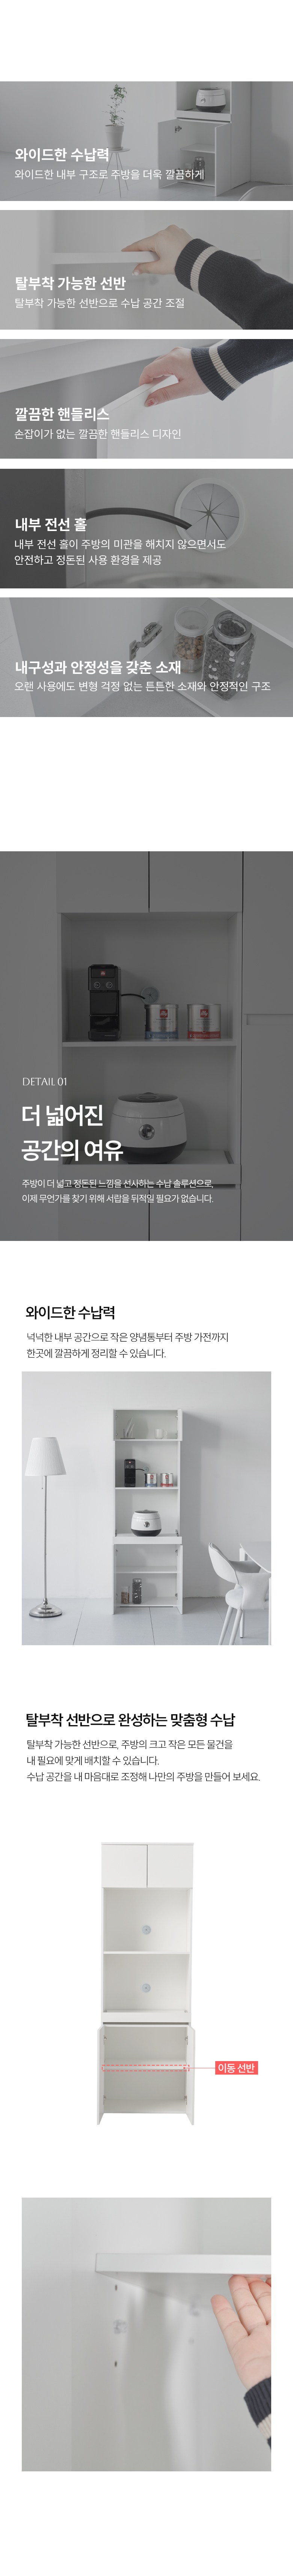 와이드한 수납력
와이드한 내부 구조로 주방을 더욱 깔끔하게
탈부착 가능한 선반
탈부착 가능한 선반으로 수납 공간 조절
깔끔한 핸들리스
손잡이가 없는 깔끔한 핸들리스 디자인
내부 전선 홀
내부 전선 홀이 주방의 미관을 해치지 않으면서도
안전하고 정돈된 사용 환경을 제공
내구성과 안정성을 갖춘 소재
오랜 사용에도 변형 걱정 없는 튼튼한 소재와 안정적인 구조
DETAIL 01
더 넓어진
공간의 여유
주방이 더 넓고 정돈된 느낌을 선사하는 수납 솔루션으로,
이제 무언가를 찾기 위해 서랍을 뒤적일 필요가 없습니다.
와이드한 수납력
넉넉한 내부 공간으로 작은 양념통부터 주방 가전까지
한곳에 깔끔하게 정리할 수 있습니다.
탈부착 선반으로 완성하는 맞춤형 수납
탈부착 가능한 선반으로, 주방의 크고 작은 모든 물건을
내 필요에 맞게 배치할 수 있습니다.
수납 공간을 내 마음대로 조정해 나만의 주방을 만들어 보세요.
이동 선반